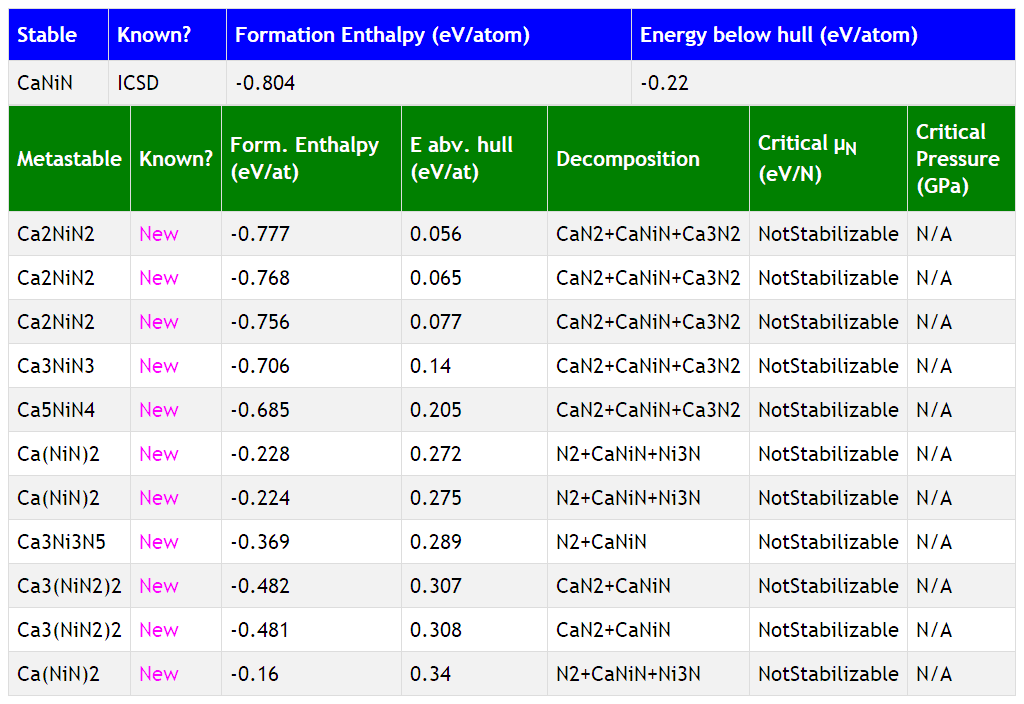 Stable Known? Formation Enthalpy (eV/atom) Energy below hull (eV/atom)
CaNiN ICSD -0.804 -0.22
Metastable Known? Form. Enthalpy (eV/at) E abv. hull (eV/at) Decomposition Critical μN (eV/N) Critical Pressure (GPa)
Ca2NiN2 New -0.777 0.056 CaN2+CaNiN+Ca3N2 NotStabilizable N/A
Ca2NiN2 New -0.768 0.065 CaN2+CaNiN+Ca3N2 NotStabilizable N/A
Ca2NiN2 New -0.756 0.077 CaN2+CaNiN+Ca3N2 NotStabilizable N/A
Ca3NiN3 New -0.706 0.14 CaN2+CaNiN+Ca3N2 NotStabilizable N/A
Ca5NiN4 New -0.685 0.205 CaN2+CaNiN+Ca3N2 NotStabilizable N/A
Ca(NiN)2 New -0.228 0.272 N2+CaNiN+Ni3N NotStabilizable N/A
Ca(NiN)2 New -0.224 0.275 N2+CaNiN+Ni3N NotStabilizable N/A
Ca3Ni3N5 New -0.369 0.289 N2+CaNiN NotStabilizable N/A
Ca3(NiN2)2 New -0.482 0.307 CaN2+CaNiN NotStabilizable N/A
Ca3(NiN2)2 New -0.481 0.308 CaN2+CaNiN NotStabilizable N/A
Ca(NiN)2 New -0.16 0.34 N2+CaNiN+Ni3N NotStabilizable N/A